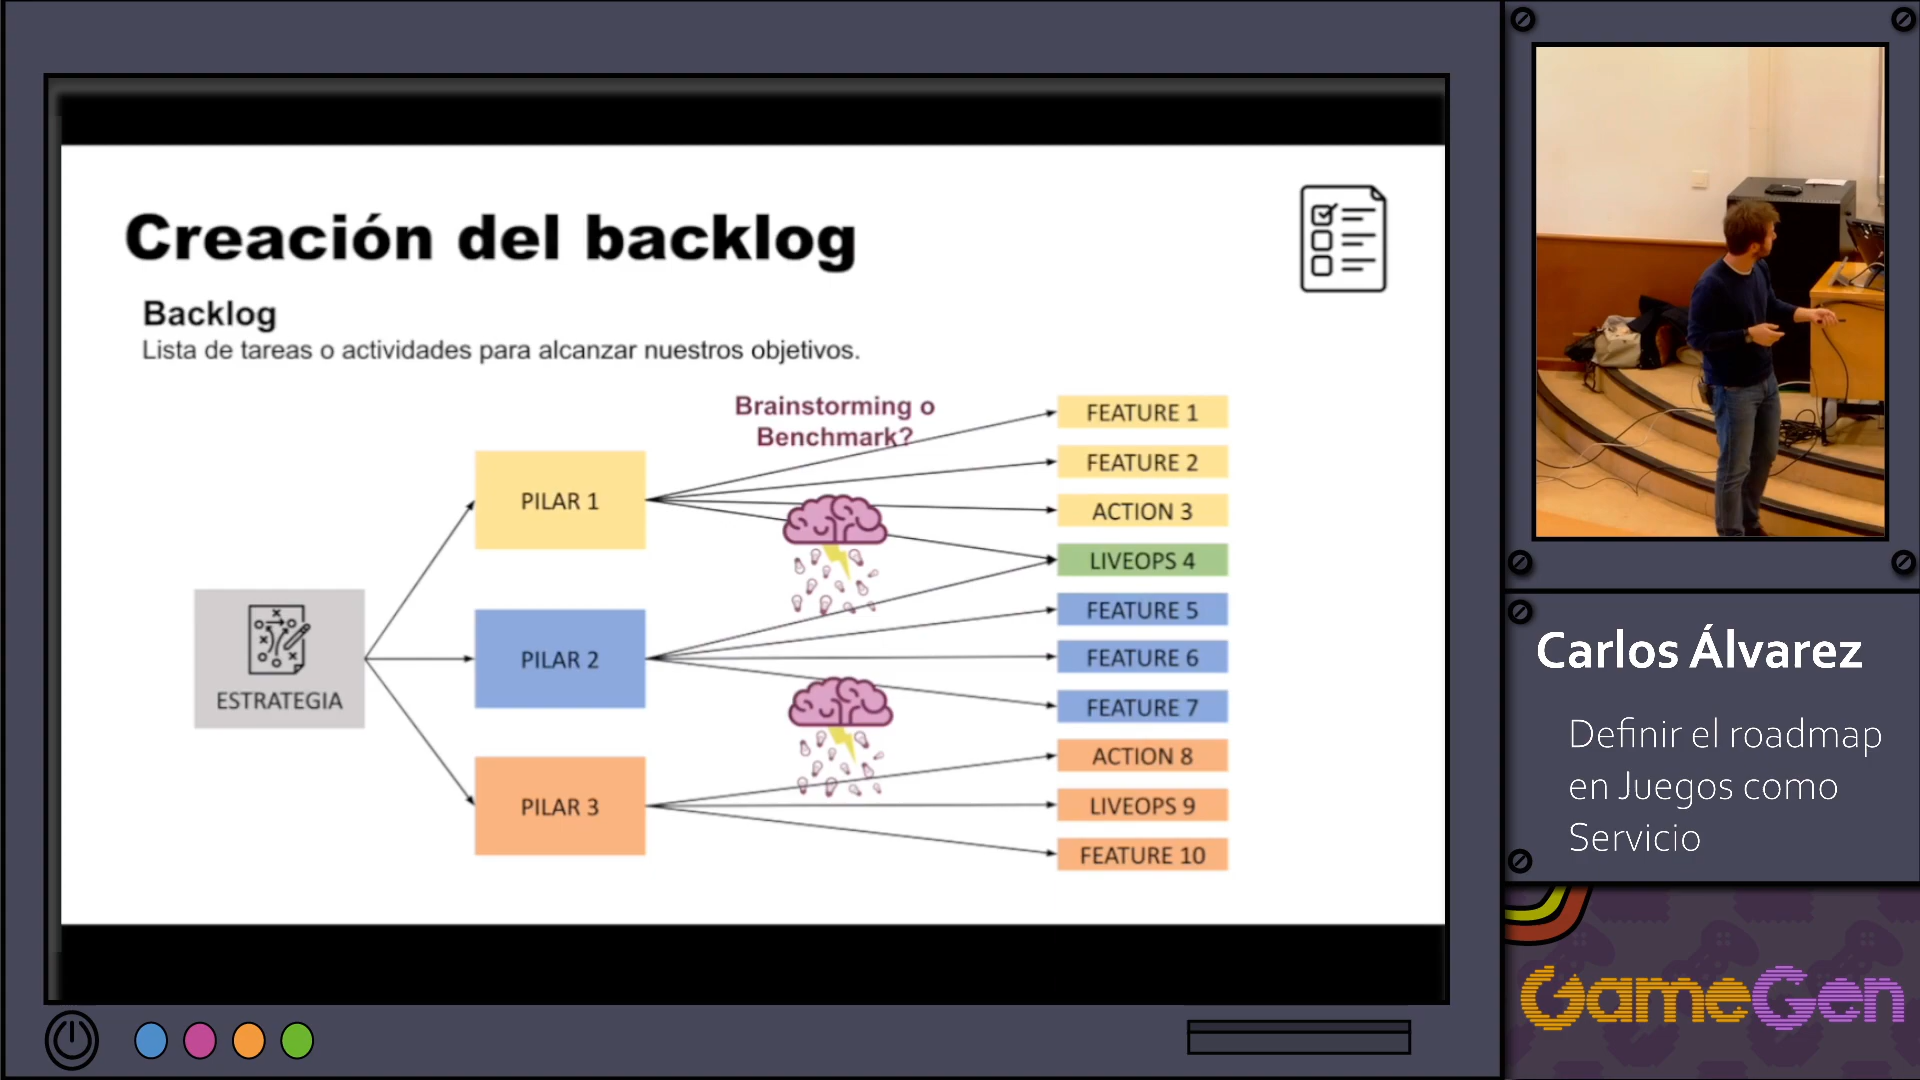 Creación del backlog
Backlog
Lista de tareas o actividades para alcanzar nuestros objetivos.
Brainstorming o
Benchmark?
ESTRATEGIA
PILAR 1
PILAR 2
PILAR 3
FEATURE 1
FEATURE 2
ACTION 3
LIVEOPS 4
FEATURE 5
FEATURE 6
FEATURE 7
ACTION 8
LIVEOPS 9
FEATURE 10
Carlos Álvarez
Definir el roadmap
en Juegos como
Servicio
GameGen